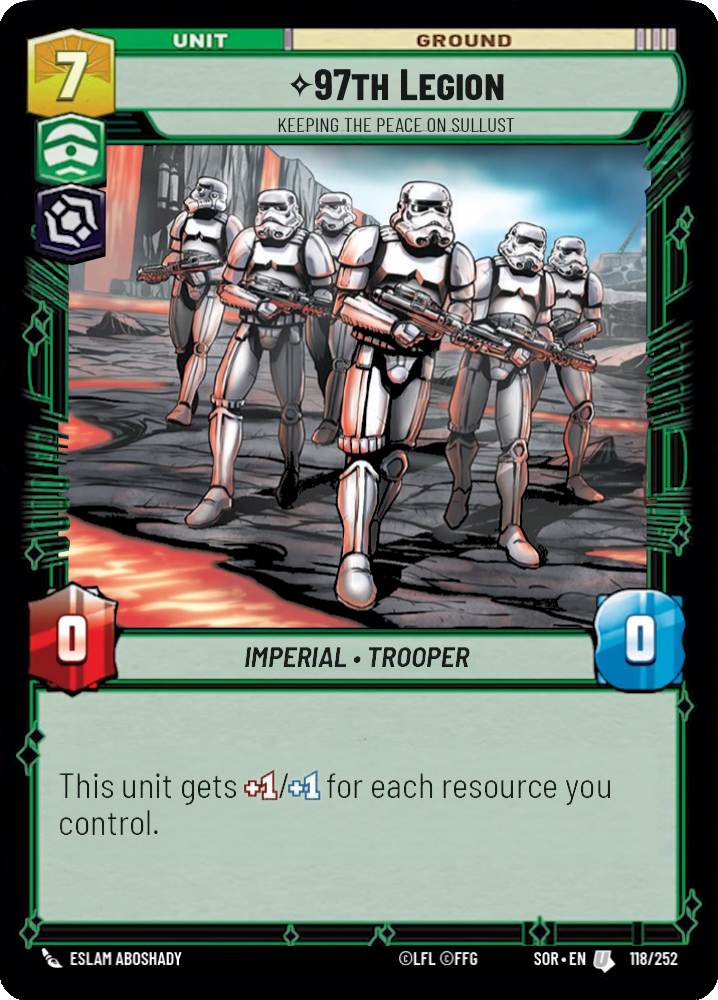 UNIT
GROUND
7
✧97TH LEGION
KEEPING THE PEACE ON SULLUST
0
0
IMPERIAL • TROOPER
This unit gets +1/+1 for each resource you
control.
ESLAM ABOSHADY
©LFL ©FFG
SOR • EN U 118/252